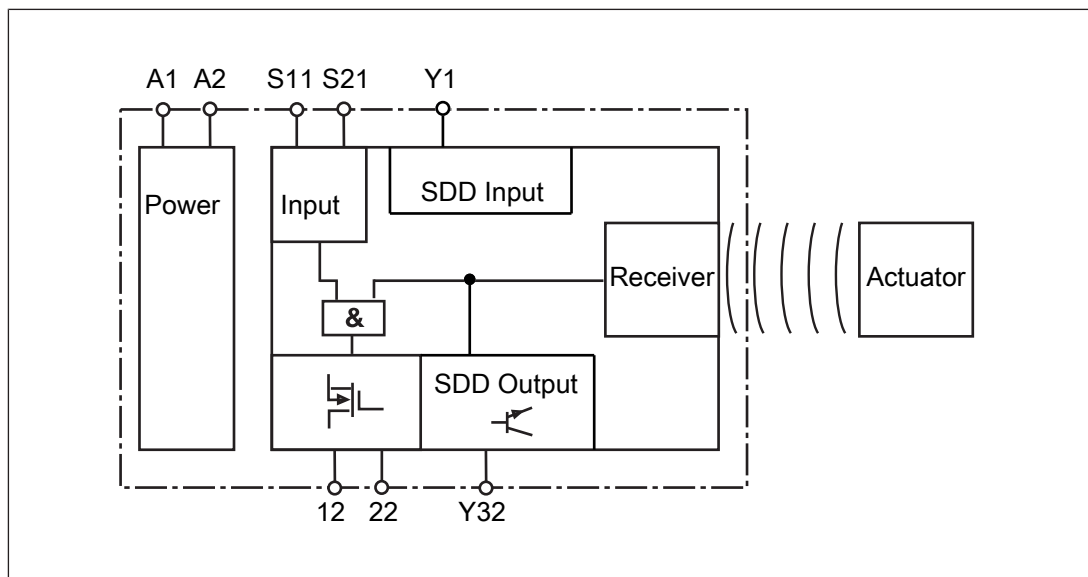 A1 A2 S11 S21 Y1
Power
Input
SDD Input
Receiver
Actuator
&
SDD Output
12 22 Y32